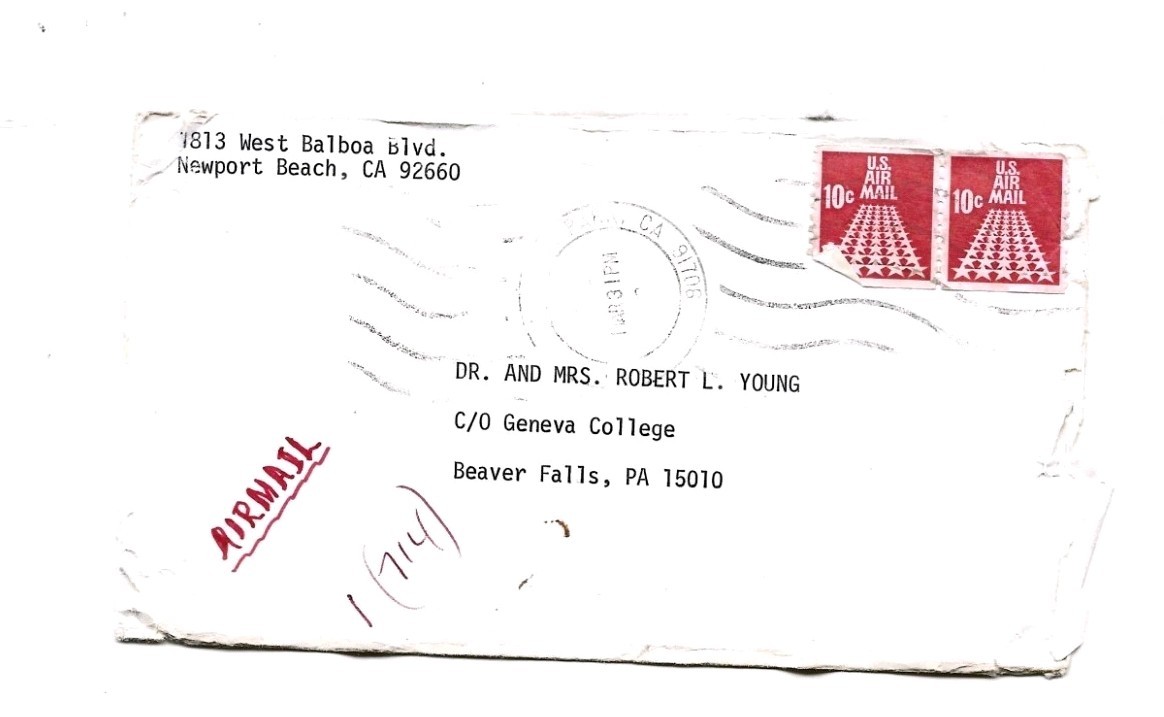 1813 West Balboa Blvd.
Newport Beach, CA 92660
U.S.
AIR
MAIL
10c
U.S.
AIR
MAIL
10c
CA 91706
PM
DR. AND MRS. ROBERT L. YOUNG
C/O Geneva College
Beaver Falls, PA 15010
AIRMAIL
1 (714)